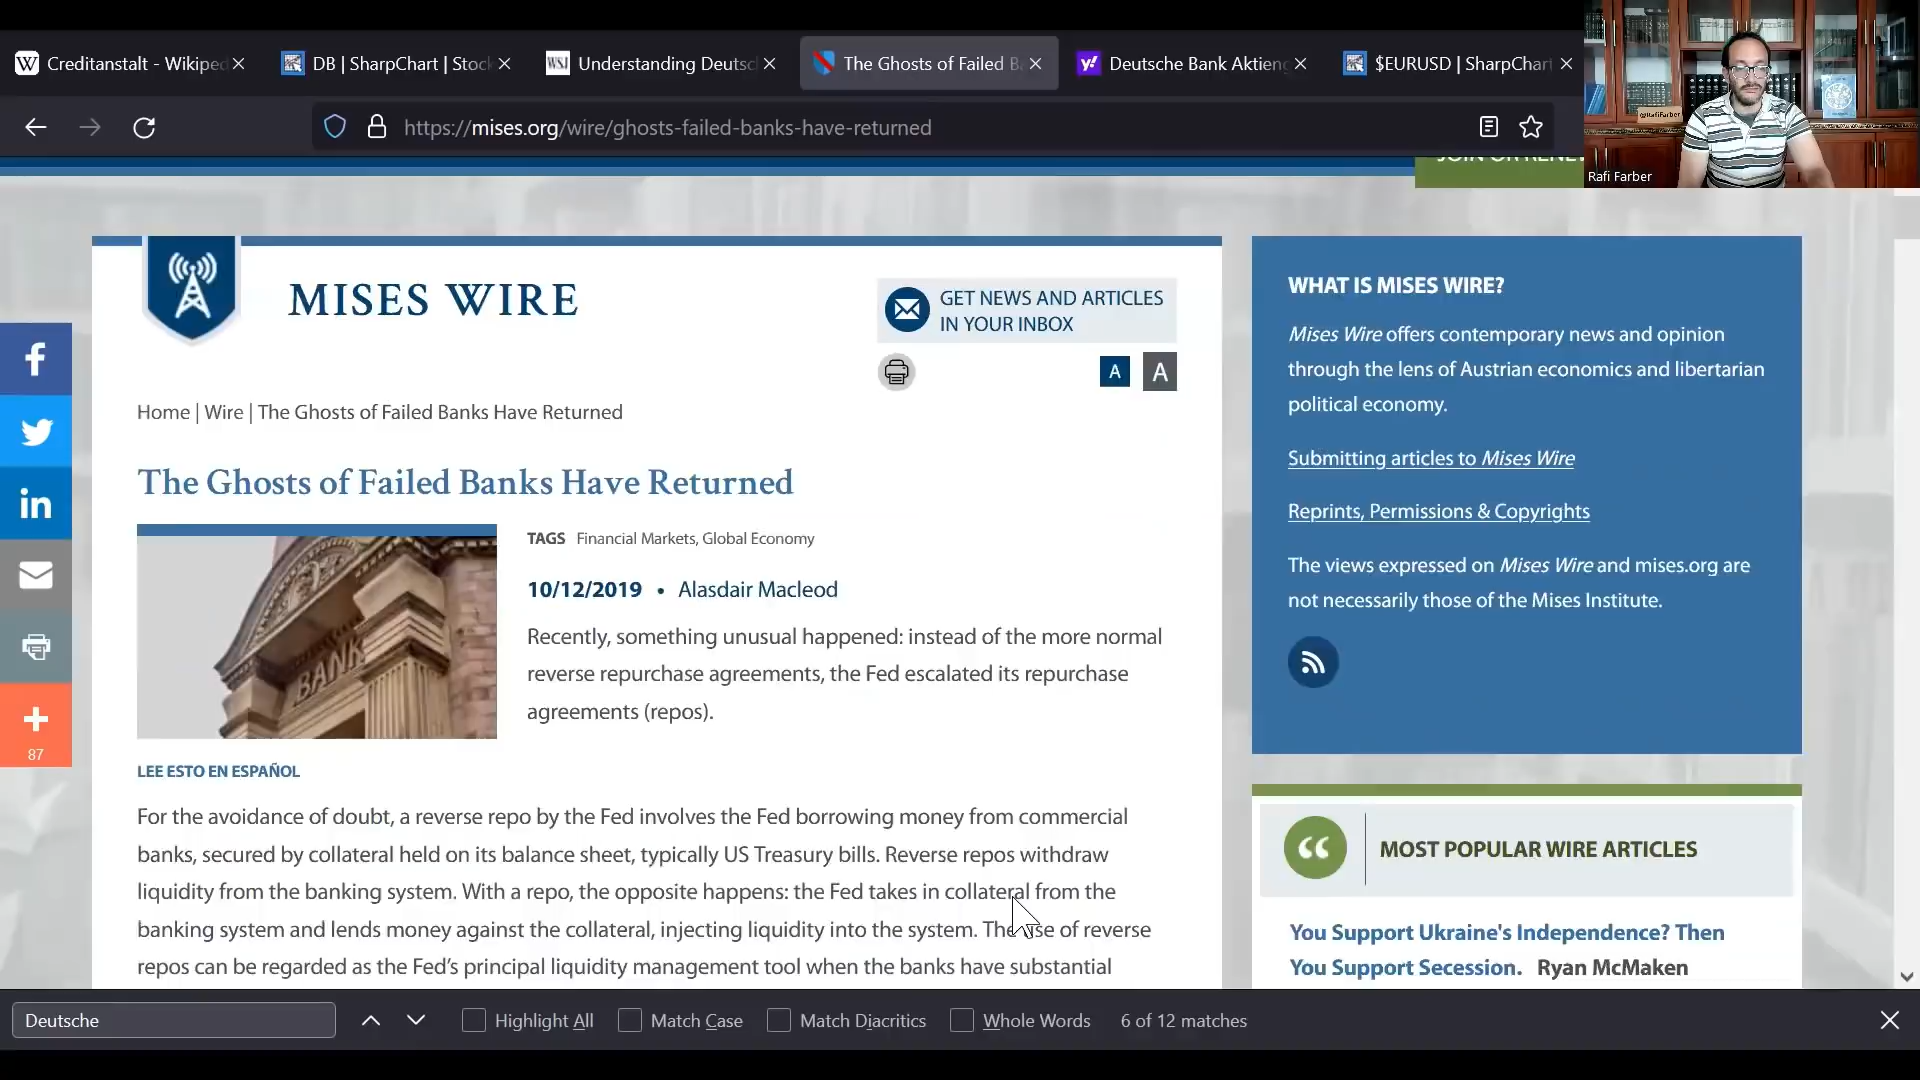 Creditanstalt - Wikiped
DB | SharpChart | Stoc
WSJ
Understanding Deutsc
The Ghosts of Failed B
y!
Deutsche Bank Aktieng
$EURUSD | SharpChar
https://mises.org/wire/ghosts-failed-banks-have-returned
@RafiFarber
Rafi Farber
JOIN OR RENE
MISES WIRE
GET NEWS AND ARTICLES
IN YOUR INBOX
A A
Home | Wire | The Ghosts of Failed Banks Have Returned
The Ghosts of Failed Banks Have Returned
BANK
TAGS Financial Markets, Global Economy
10/12/2019 • Alasdair Macleod
Recently, something unusual happened: instead of the more normal
reverse repurchase agreements, the Fed escalated its repurchase
agreements (repos).
LEE ESTO EN ESPAÑOL
For the avoidance of doubt, a reverse repo by the Fed involves the Fed borrowing money from commercial
banks, secured by collateral held on its balance sheet, typically US Treasury bills. Reverse repos withdraw
liquidity from the banking system. With a repo, the opposite happens: the Fed takes in collateral from the
banking system and lends money against the collateral, injecting liquidity into the system. The use of reverse
repos can be regarded as the Fed's principal liquidity management tool when the banks have substantial
87
WHAT IS MISES WIRE?
Mises Wire offers contemporary news and opinion
through the lens of Austrian economics and libertarian
political economy.
Submitting articles to Mises Wire
Reprints, Permissions & Copyrights
The views expressed on Mises Wire and mises.org are
not necessarily those of the Mises Institute.
MOST POPULAR WIRE ARTICLES
You Support Ukraine's Independence? Then
You Support Secession. Ryan McMaken
Deutsche
Highlight All
Match Case
Match Diacritics
Whole Words
6 of 12 matches